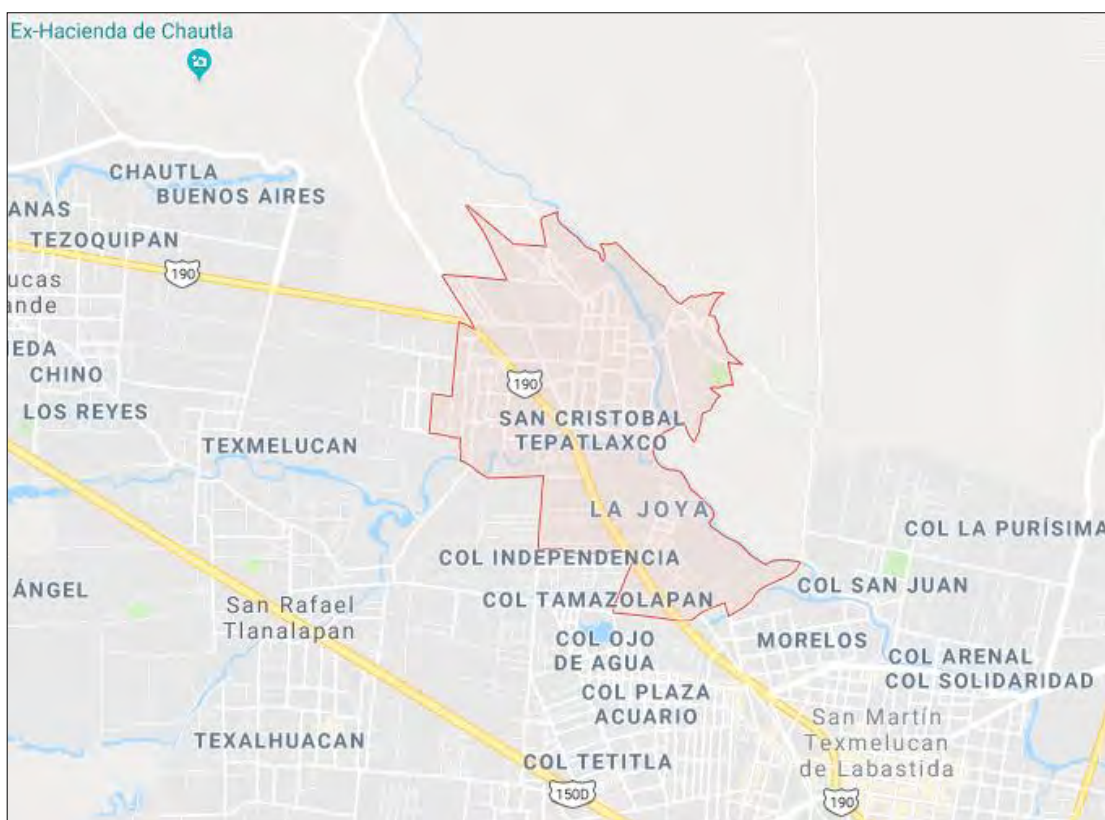 Ex-Hacienda de Chautla
CHAUTLA
BUENOS AIRES
ANAS
TEZOQUIPAN
190
ucas
ande
IEDA
CHINO
LOS REYES
TEXMELUCAN
190
SAN CRISTOBAL
TEPATLAXCO
LA JOYA
COL LA PURÍSIMA
COL INDEPENDENCIA
ÁNGEL
COL TAMAZOLAPAN
COL SAN JUAN
San Rafael
Tlanalapan
COL OJO
DE AGUA
MORELOS
COL ARENAL
COL SOLIDARIDAD
COL PLAZA
ACUARIO
San Martín
Texmelucan
de Labastida
TEXALHUACAN
COL TETITLA
150D
190